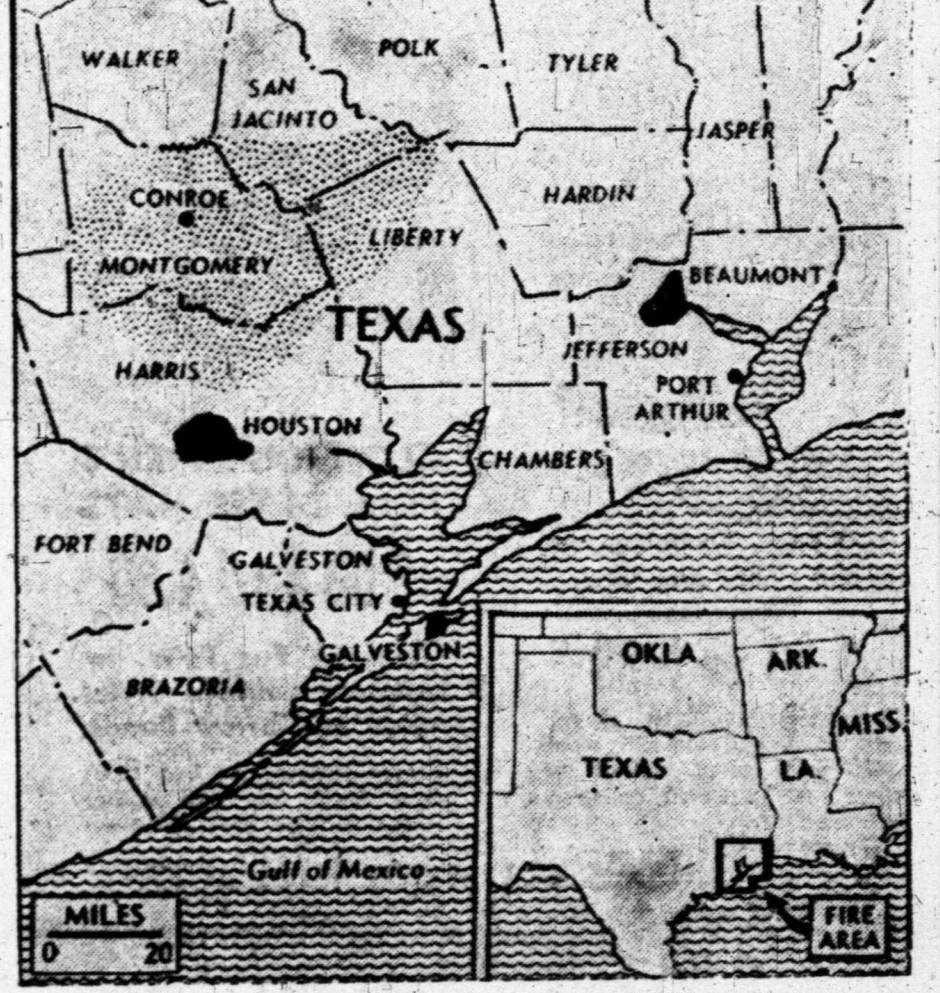 WALKER
POLK
TYLER
SAN
JACINTO
JASPER
CONROE
HARDIN
LIBERTY
MONTGOMERY
BEAUMONT
TEXAS
JEFFERSON
HARRIS
PORT
ARTHUR
HOUSTON
CHAMBERS
FORT BEND
GALVESTON
TEXAS CITY
GALVESTON
BRAZORIA
OKLA.
ARK.
MISS.
TEXAS
LA.
Gulf of Mexico
MILES
0 20
FIRE
AREA